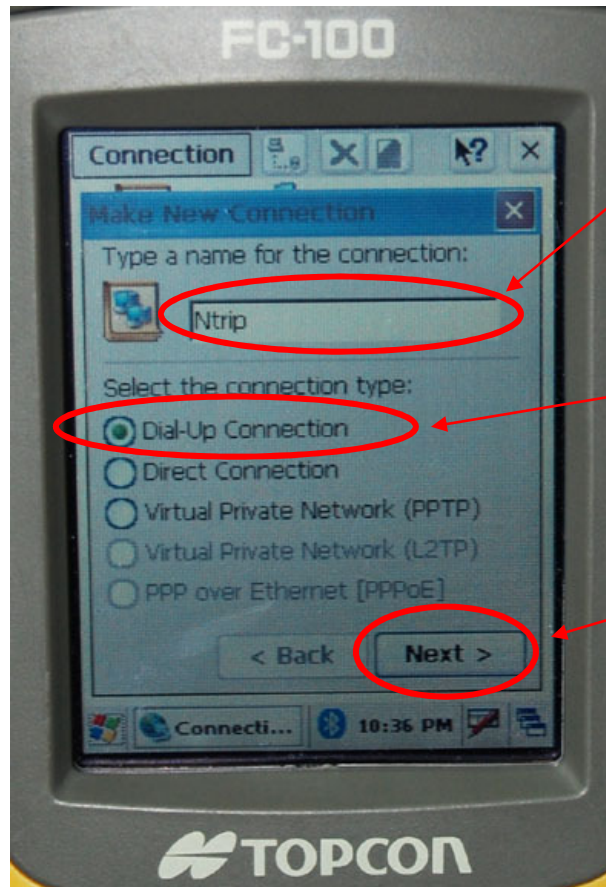 FC-100
Connection ? ×
Make New Connection ×
Type a name for the connection:
Ntrip
Select the connection type:
Dial-Up Connection
Direct Connection
Virtual Private Network (PPTP)
Virtual Private Network (L2TP)
PPP over Ethernet [PPPoE]
< Back Next >
Connecti... 10:36 PM
TOPCON